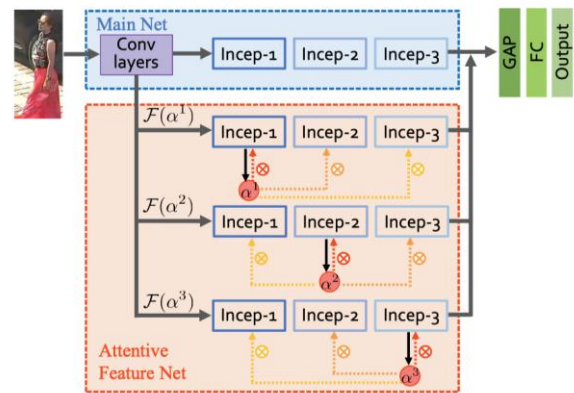 Main Net
Conv
layers
Incep-1 Incep-2 Incep-3
GAP
FC
Output
F(α¹)
Incep-1 Incep-2 Incep-3
⊗ ⊗ ⊗
α¹
F(α²)
Incep-1 Incep-2 Incep-3
⊗ ⊗ ⊗
α²
F(α³)
Incep-1 Incep-2 Incep-3
⊗ ⊗ ⊗
α³
Attentive
Feature Net